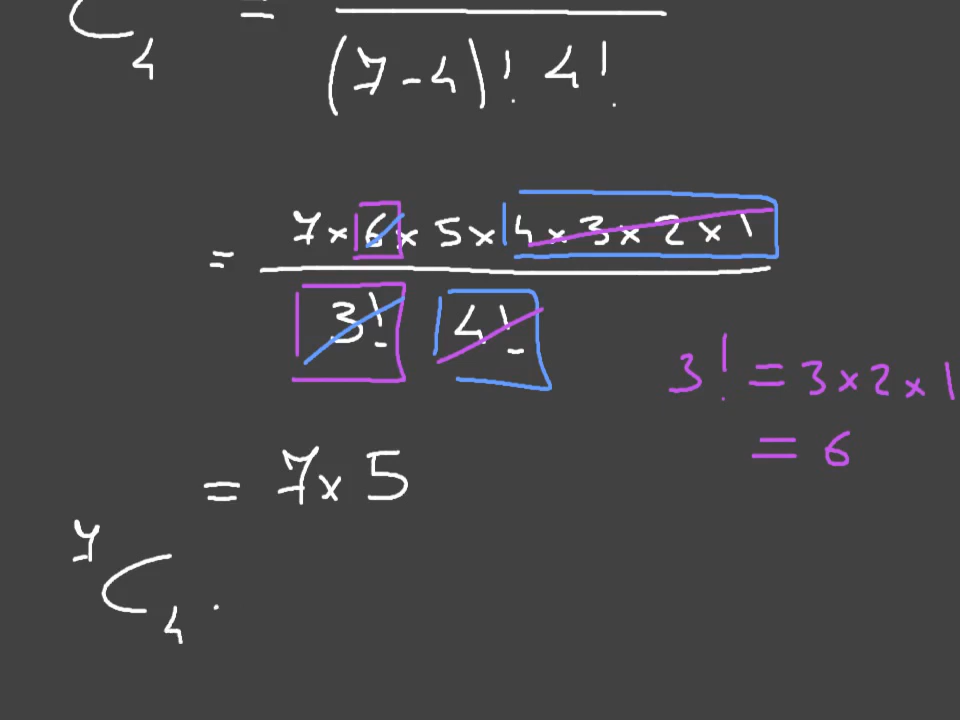 C₄ =
(7-4)! 4!
= 7 × 6 × 5 × 4 × 3 × 2 × 1
3! 4!
3! = 3 × 2 × 1
= 6
= 7 × 5
⁷C₄